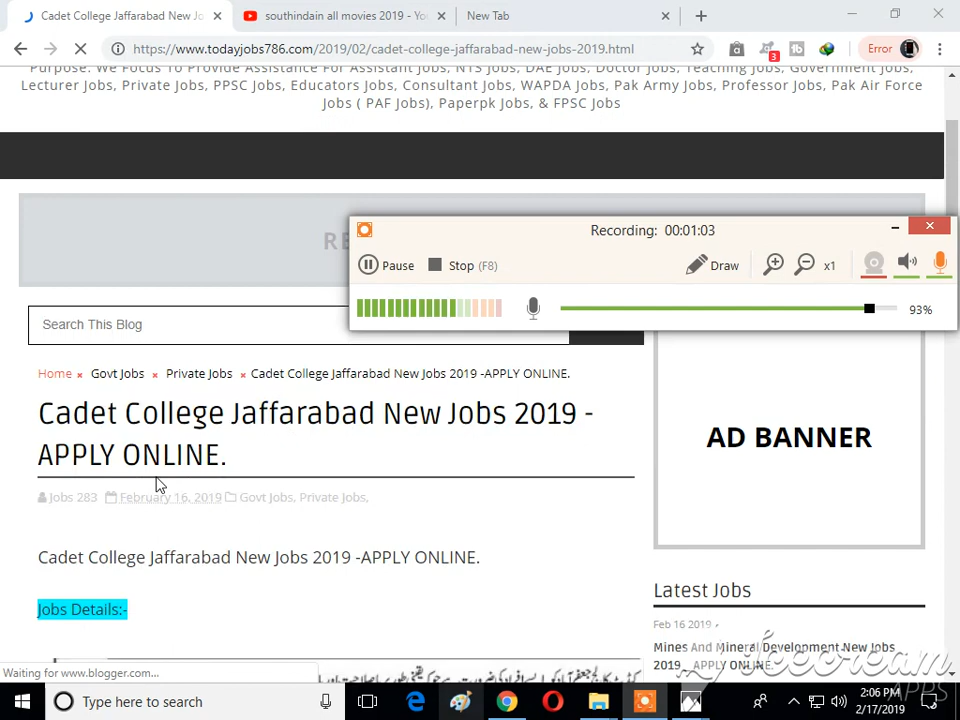 Cadet College Jaffarabad New Jo
southindain all movies 2019 - You
New Tab
https://www.todayjobs786.com/2019/02/cadet-college-jaffarabad-new-jobs-2019.html
3
Error
Purpose. We Focus To Provide Assistance For Assistant Jobs, NTS Jobs, DAE Jobs, Doctor Jobs, Teaching Jobs, Government Jobs,
Lecturer Jobs, Private Jobs, PPSC Jobs, Educators Jobs, Consultant Jobs, WAPDA Jobs, Pak Army Jobs, Professor Jobs, Pak Air Force
Jobs ( PAF Jobs), Paperpk Jobs, & FPSC Jobs
RE
Recording: 00:01:03
Pause
Stop (F8)
Draw
x1
93%
Search This Blog
Home × Govt Jobs × Private Jobs × Cadet College Jaffarabad New Jobs 2019 -APPLY ONLINE.
Cadet College Jaffarabad New Jobs 2019 -
APPLY ONLINE.
Jobs 283 February 16, 2019 Govt Jobs, Private Jobs,
AD BANNER
Cadet College Jaffarabad New Jobs 2019 -APPLY ONLINE.
Jobs Details:-
Latest Jobs
Feb 16 2019
Mines And Mineral Development New Jobs
2019 _ APPLY ONLINE.
Waiting for www.blogger.com...
Icecream
APPS
Type here to search
2:06 PM
2/17/2019